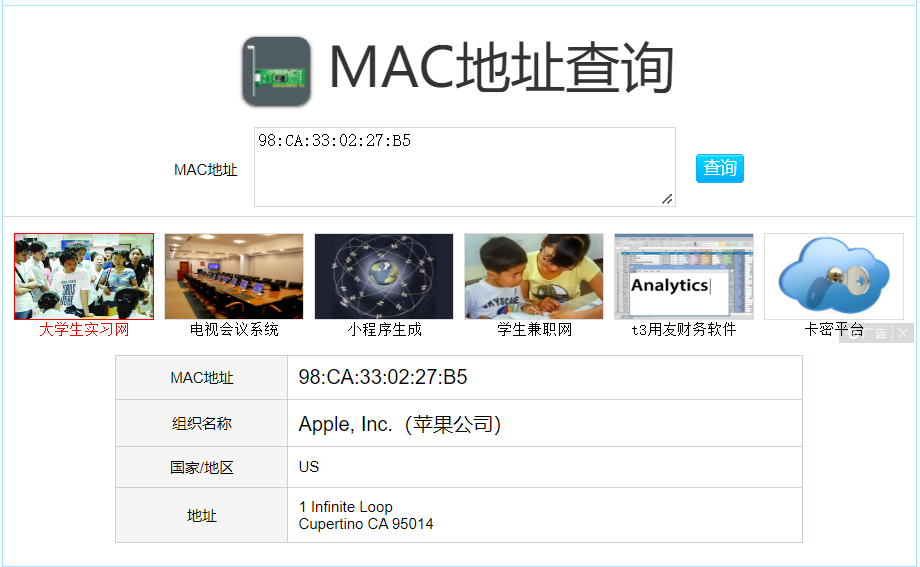 MAC地址查询
MAC地址
98:CA:33:02:27:B5
查询
Analytics
大学生实习网
电视会议系统
小程序生成
学生兼职网
t3用友财务软件
卡密平台
广告
MAC地址
98:CA:33:02:27:B5
组织名称
Apple, Inc.（苹果公司）
国家/地区
US
地址
1 Infinite Loop
Cupertino CA 95014